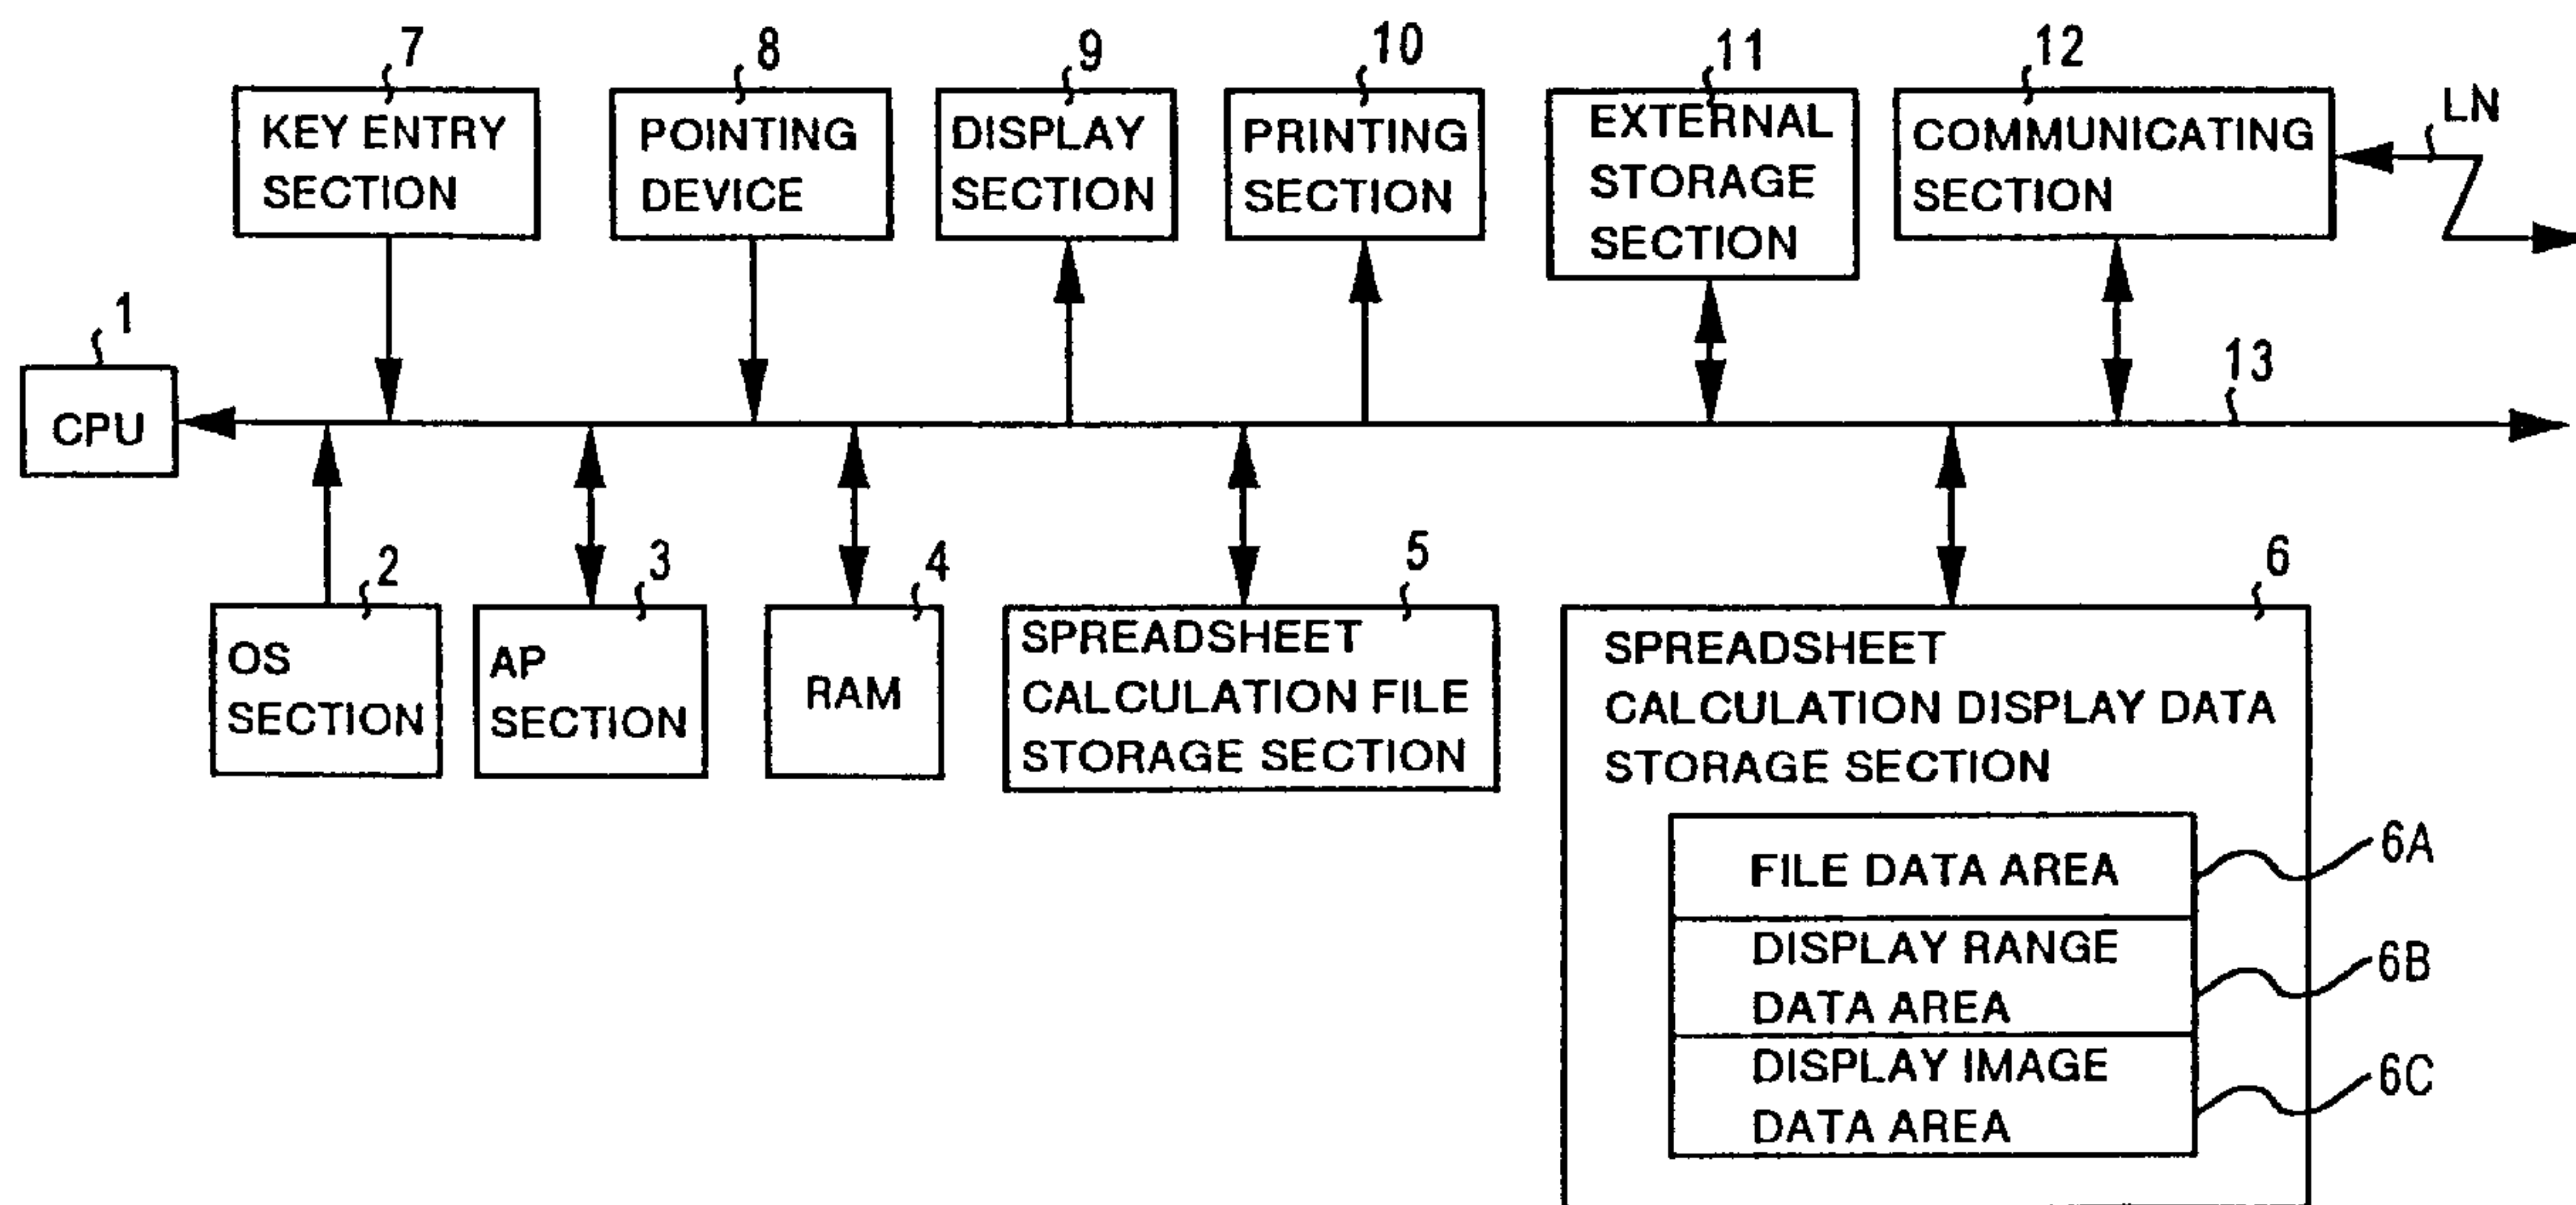 7
8
9
10
11
12
LN
KEY ENTRY
SECTION
POINTING
DEVICE
DISPLAY
SECTION
PRINTING
SECTION
EXTERNAL
STORAGE
SECTION
COMMUNICATING
SECTION
1
CPU
13
2
3
4
5
6
OS
SECTION
AP
SECTION
RAM
SPREADSHEET
CALCULATION FILE
STORAGE SECTION
SPREADSHEET
CALCULATION DISPLAY DATA
STORAGE SECTION
FILE DATA AREA
6A
DISPLAY RANGE
DATA AREA
6B
DISPLAY IMAGE
DATA AREA
6C